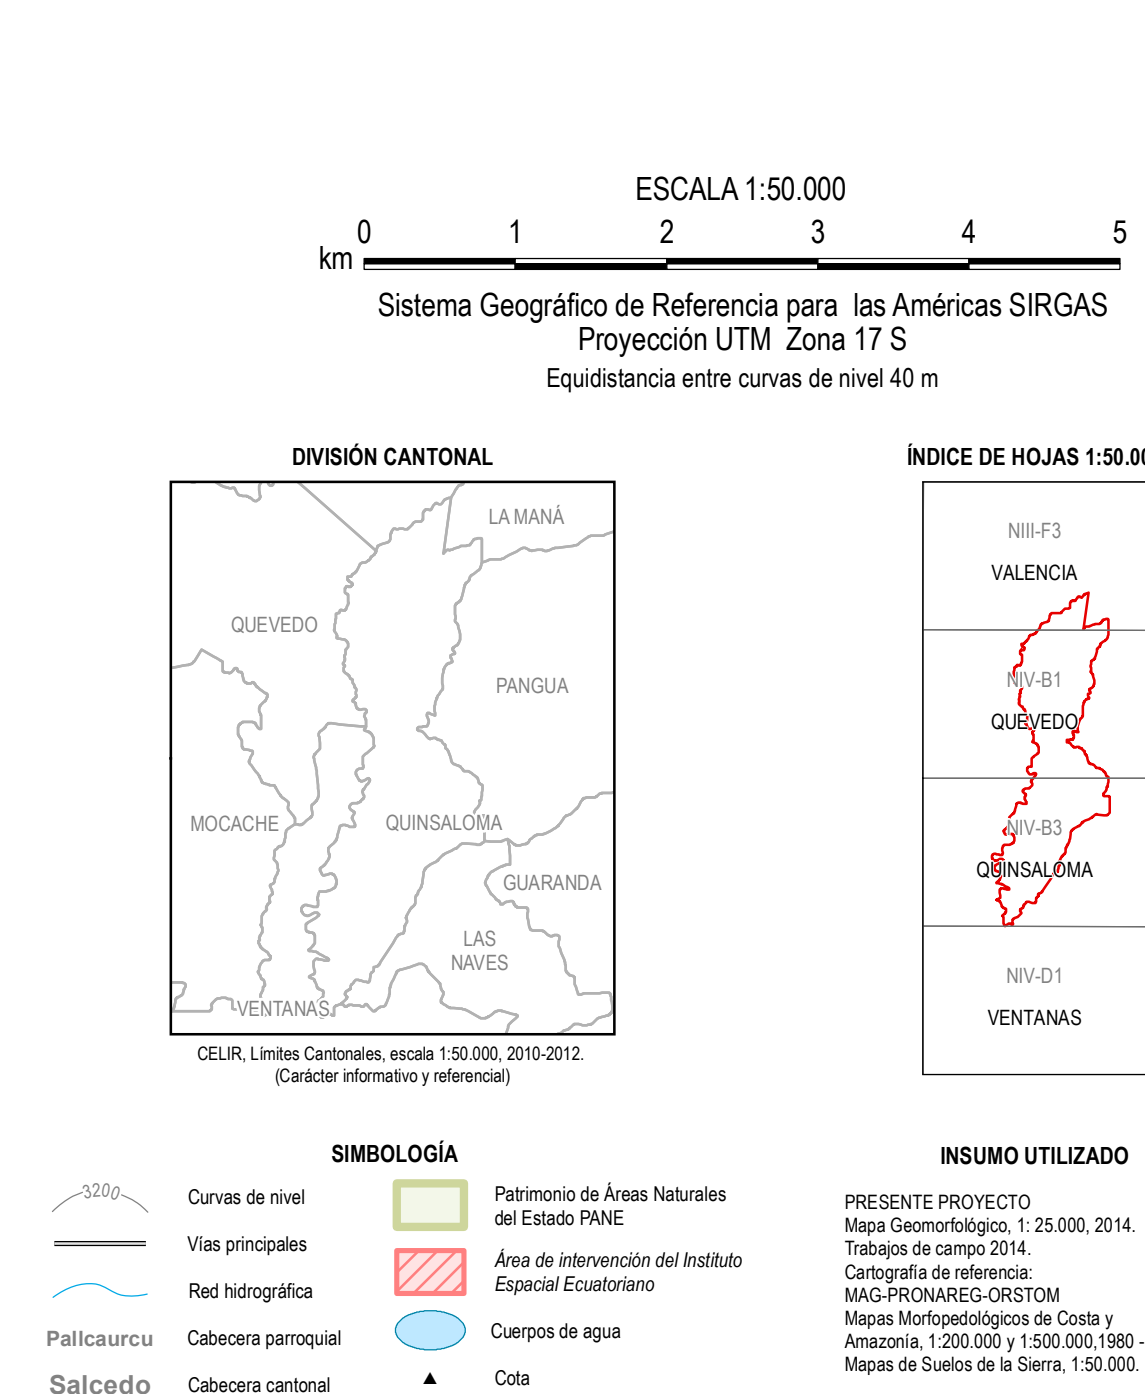 ESCALA 1:50.000
0 1 2 3 4 5
km
Sistema Geográfico de Referencia para las Américas SIRGAS
Proyección UTM Zona 17 S
Equidistancia entre curvas de nivel 40 m
DIVISIÓN CANTONAL
LA MANÁ
QUEVEDO
PANGUA
MOCACHE
QUINSALOMA
GUARANDA
LAS
NAVES
VENTANAS
CELIR, Límites Cantonales, escala 1:50.000, 2010-2012.
(Carácter informativo y referencial)
ÍNDICE DE HOJAS 1:50.00
NIII-F3
VALENCIA
NIV-B1
QUEVEDO
NIV-B3
QUINSALOMA
NIV-D1
VENTANAS
SIMBOLOGÍA
3200
Curvas de nivel
Vías principales
Red hidrográfica
Pallcaurcu Cabecera parroquial
Salcedo Cabecera cantonal
Patrimonio de Áreas Naturales
del Estado PANE
Área de intervención del Instituto
Espacial Ecuatoriano
Cuerpos de agua
Cota
INSUMO UTILIZADO
PRESENTE PROYECTO
Mapa Geomorfológico, 1: 25.000, 2014.
Trabajos de campo 2014.
Cartografía de referencia:
MAG-PRONAREG-ORSTOM
Mapas Morfopedológicos de Costa y
Amazonía, 1:200.000 y 1:500.000,1980 -
Mapas de Suelos de la Sierra, 1:50.000.